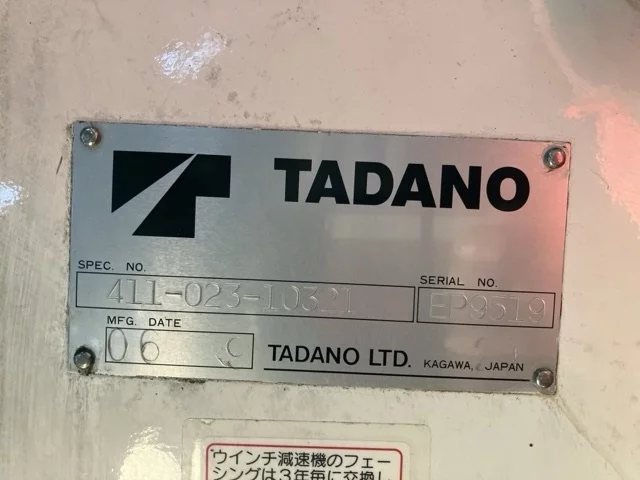 TADANO
SPEC. NO.
411-023-10321
SERIAL NO.
EP9519
MFG. DATE
06 9
TADANO LTD. KAGAWA, JAPAN
ウインチ減速機のフェー
シングは3年毎に交換し